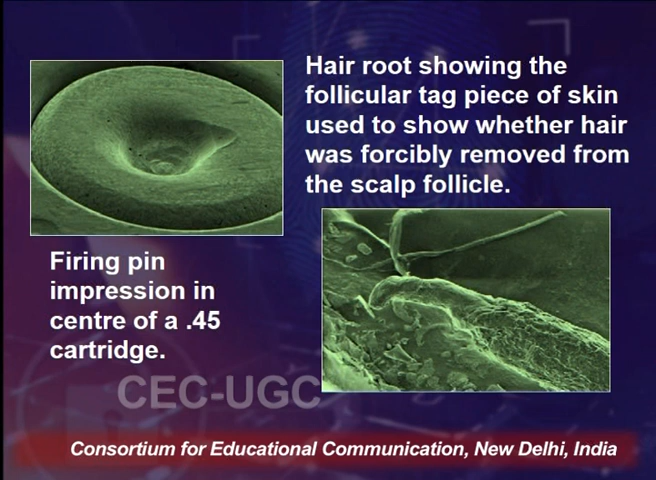 Hair root showing the
follicular tag piece of skin
used to show whether hair
was forcibly removed from
the scalp follicle.
Firing pin
impression in
centre of a .45
cartridge.
CEC-UGC
Consortium for Educational Communication, New Delhi, India